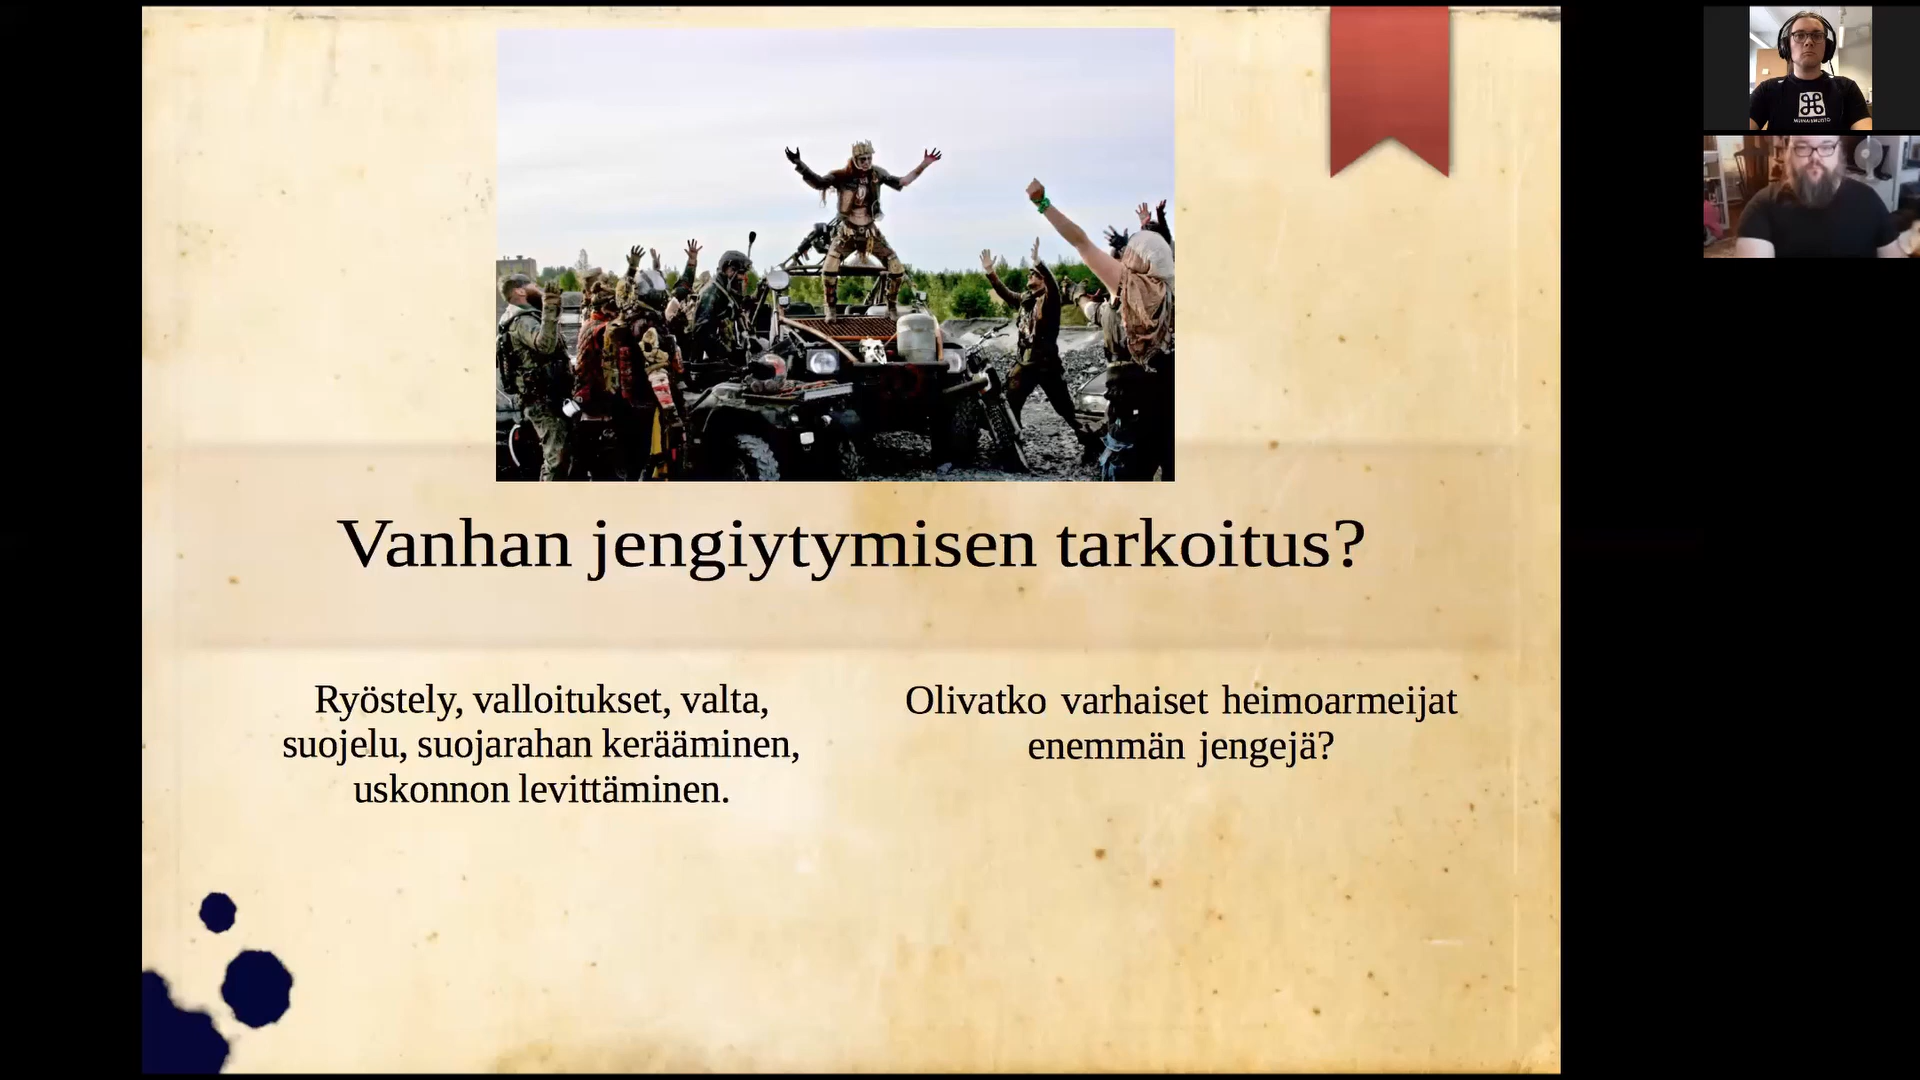 Vanhan jengiytymisen tarkoitus?
Ryöstely, valloitukset, valta,
suojelu, suojarahan kerääminen,
uskonnon levittäminen.
Olivatko varhaiset heimoarmeijat
enemmän jengejä?